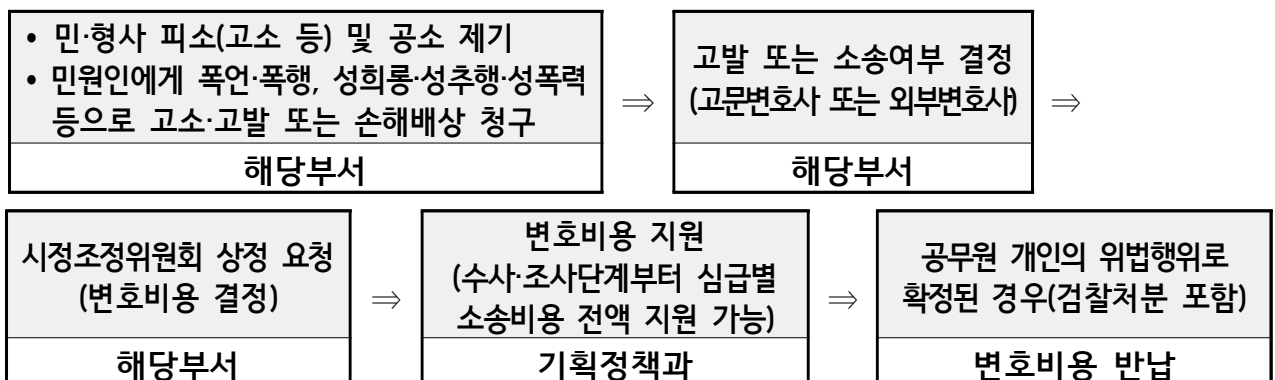 • 민·형사 피소(고소 등) 및 공소 제기
• 민원인에게 폭언·폭행, 성희롱·성추행·성폭력
등으로 고소·고발 또는 손해배상 청구
해당부서
⇒
고발 또는 소송여부 결정
(고문변호사 또는 외부변호사)
해당부서
⇒
시정조정위원회 상정 요청
(변호비용 결정)
해당부서
⇒
변호비용 지원
(수사·조사단계부터 심급별
소송비용 전액 지원 가능)
기획정책과
⇒
공무원 개인의 위법행위로
확정된 경우(검찰처분 포함)
변호비용 반납